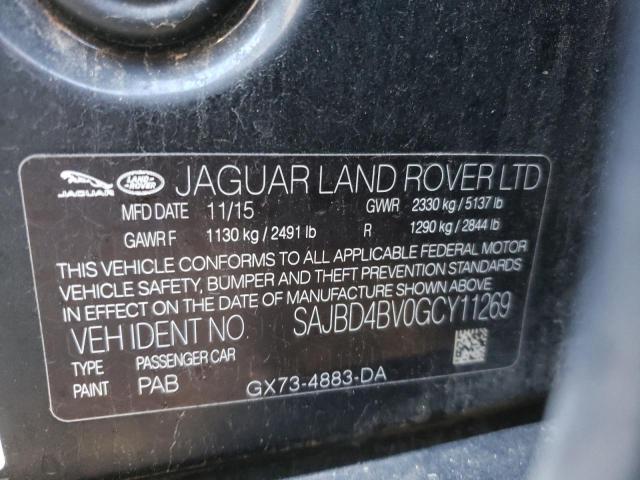 JAGUAR LAND-ROVER JAGUAR LAND ROVER LTD
MFD DATE 11/15 GWR 2330 kg / 5137 lb
GAWR F 1130 kg / 2491 lb R 1290 kg / 2844 lb
THIS VEHICLE CONFORMS TO ALL APPLICABLE FEDERAL MOTOR
VEHICLE SAFETY, BUMPER AND THEFT PREVENTION STANDARDS
IN EFFECT ON THE DATE OF MANUFACTURE SHOWN ABOVE
VEH IDENT NO. SAJBD4BV0GCY11269
TYPE PASSENGER CAR
PAINT PAB GX73-4883-DA